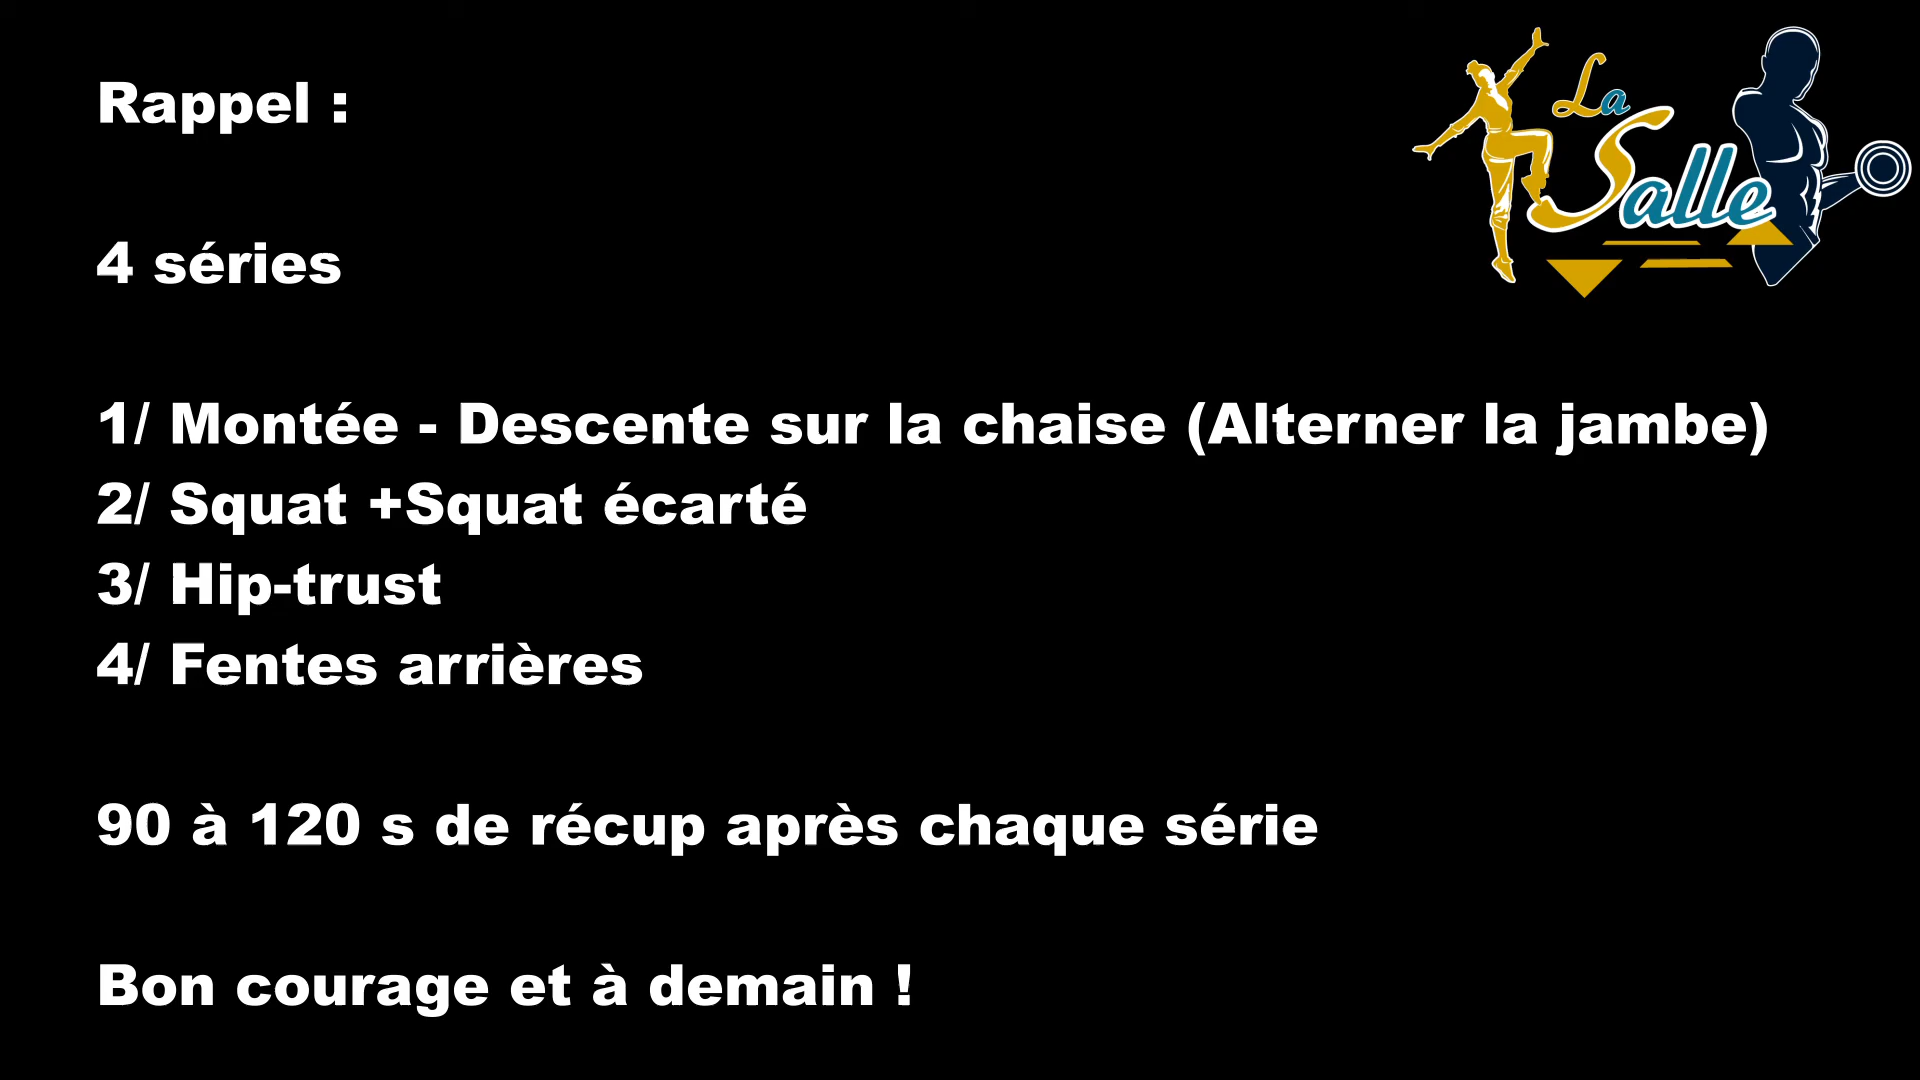 Rappel :
La
Salle
4 séries
1/ Montée - Descente sur la chaise (Alterner la jambe)
2/ Squat +Squat écarté
3/ Hip-trust
4/ Fentes arrières
90 à 120 s de récup après chaque série
Bon courage et à demain !